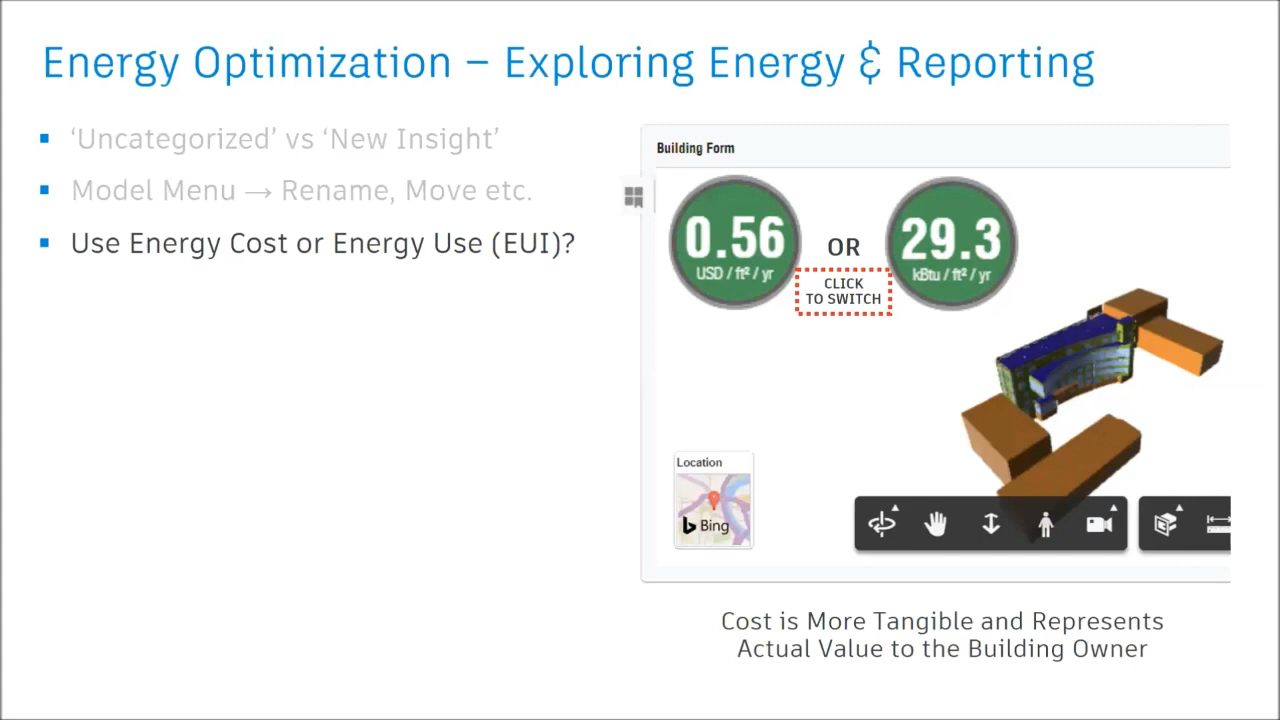 Energy Optimization – Exploring Energy & Reporting
‘Uncategorized’ vs ‘New Insight’
Model Menu → Rename, Move etc.
Use Energy Cost or Energy Use (EUI)?
Building Form
0.56
USD / ft² / yr
OR
CLICK
TO SWITCH
29.3
kBtu / ft² / yr
Location
Bing
Cost is More Tangible and Represents
Actual Value to the Building Owner